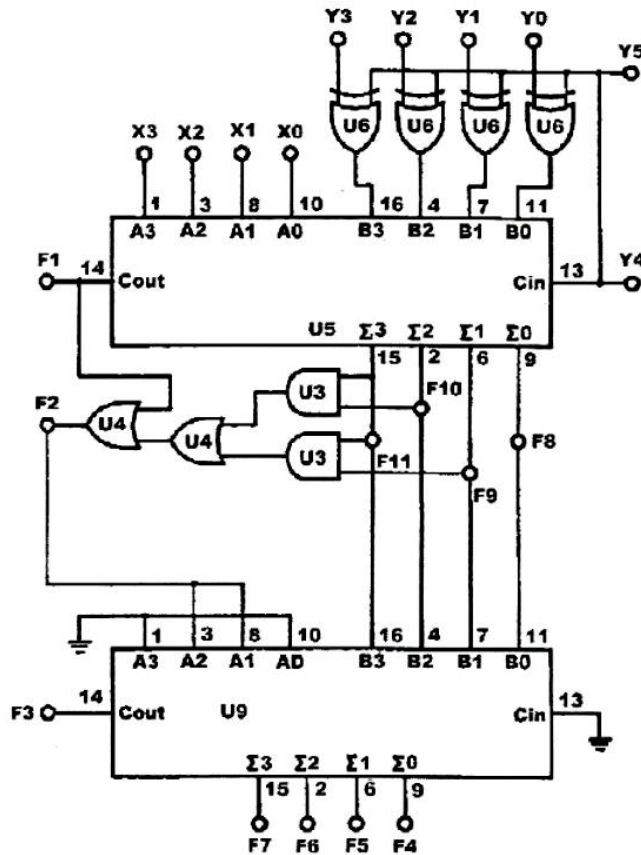 Y3 Y2 Y1 Y0
Y5
U6 U6 U6 U6
X3 X2 X1 X0
1 3 8 10 16 4 7 11
A3 A2 A1 A0 B3 B2 B1 B0
F1 14 Cout Cin 13 Y4
U5 Σ3 Σ2 Σ1 Σ0
15 2 6 9
U3 F10
F2 U4 U4 F8
U3 F11 F9
1 3 8 10 16 4 7 11
A3 A2 A1 AD B3 B2 B1 B0
F3 14 Cout U9 Cin 13
Σ3 Σ2 Σ1 Σ0
15 2 6 9
F7 F6 F5 F4